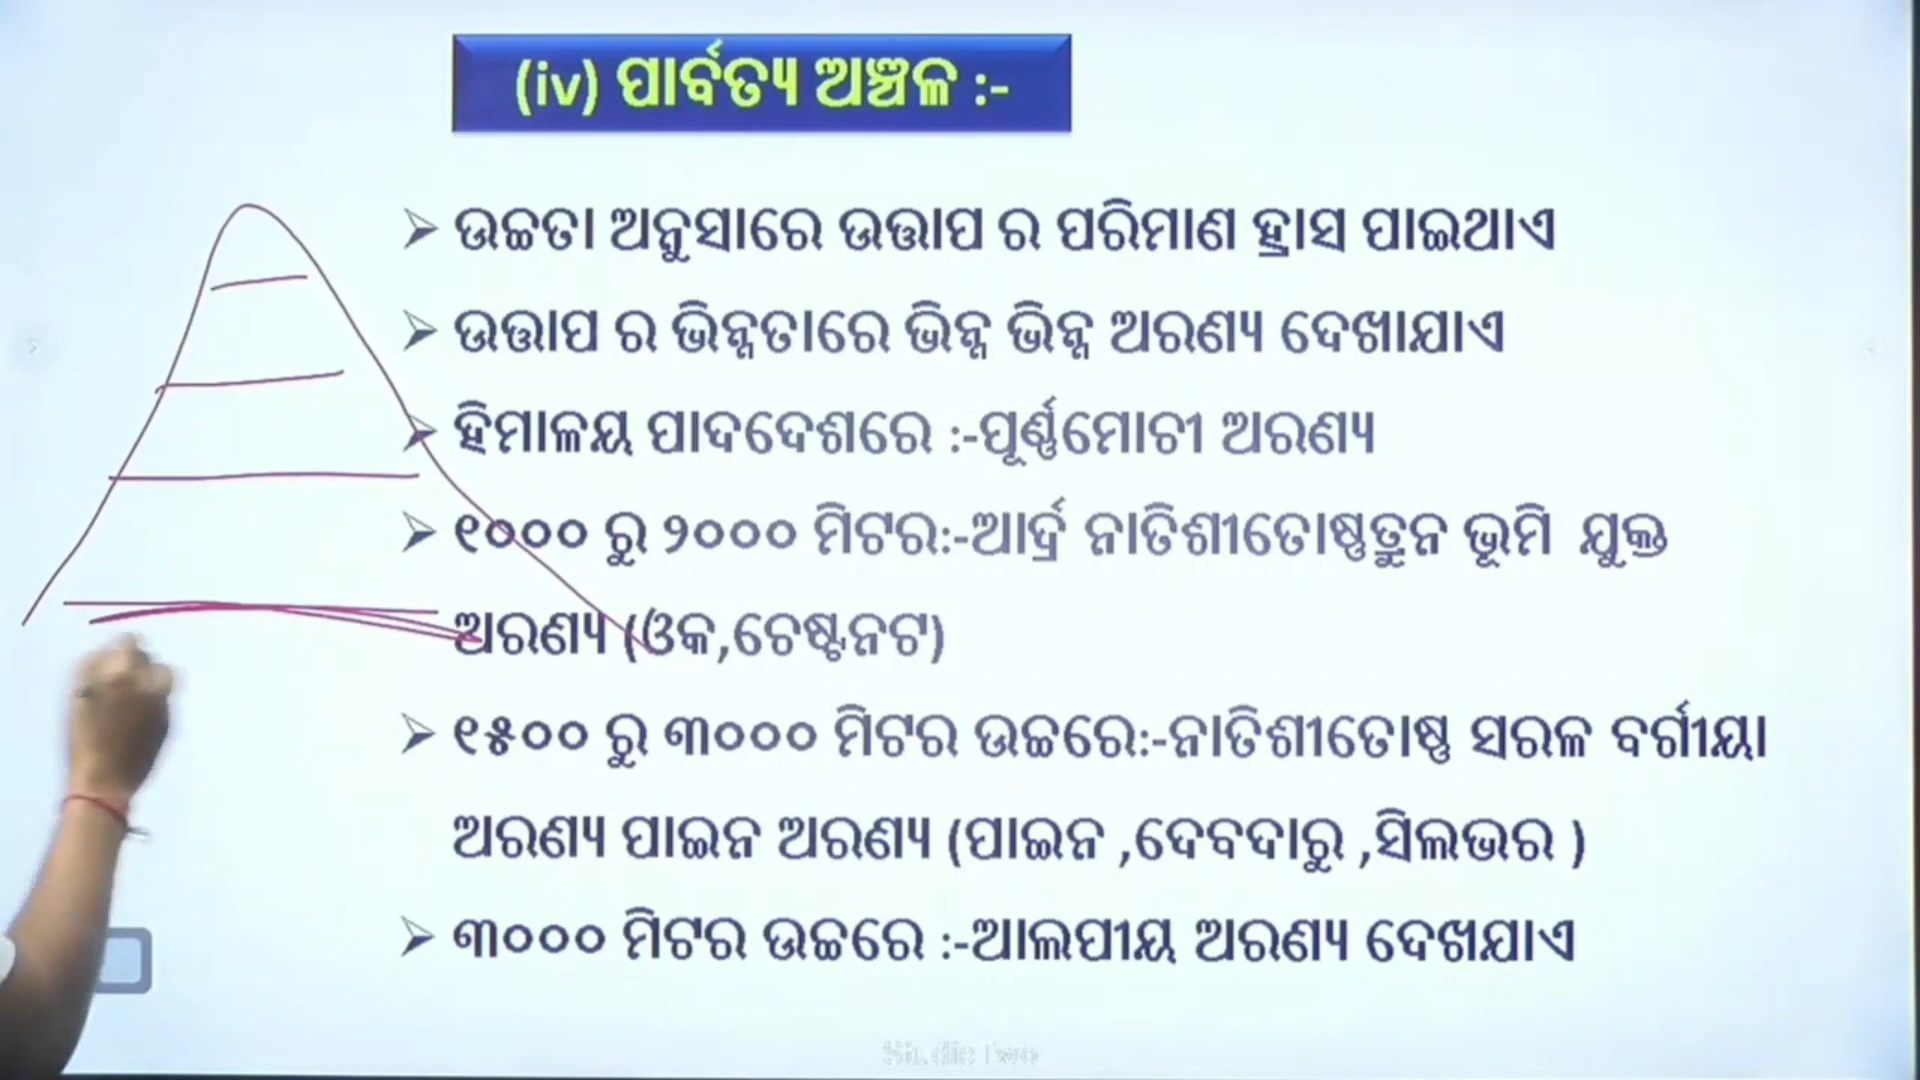 (iv) ପାର୍ବତ୍ୟ ଅଞ୍ଚଳ :-
➢ ଉଚ୍ଚତା ଅନୁସାରେ ଉତ୍ତାପ ର ପରିମାଣ ହ୍ରାସ ପାଇଥାଏ
➢ ଉତ୍ତାପ ର ଭିନ୍ନତାରେ ଭିନ୍ନ ଭିନ୍ନ ଅରଣ୍ୟ ଦେଖାଯାଏ
➢ ହିମାଳୟ ପାଦଦେଶରେ :-ପୂର୍ଣ୍ଣମୋଚୀ ଅରଣ୍ୟ
➢ ୧୦୦୦ ରୁ ୨୦୦୦ ମିଟର:-ଆର୍ଦ୍ର ନାତିଶୀତୋଷ୍ଣତ୍ରୁନ ଭୂମି ଯୁକ୍ତ
ଅରଣ୍ୟ (ଓକ,ଚେଷ୍ଟନଟ)
➢ ୧୫୦୦ ରୁ ୩୦୦୦ ମିଟର ଉଚ୍ଚରେ:-ନାତିଶୀତୋଷ୍ଣ ସରଳ ବର୍ଗୀୟା
ଅରଣ୍ୟ ପାଇନ ଅରଣ୍ୟ (ପାଇନ ,ଦେବଦାରୁ ,ସିଲଭର )
➢ ୩୦୦୦ ମିଟର ଉଚ୍ଚରେ :-ଆଲପୀୟ ଅରଣ୍ୟ ଦେଖଯାଏ